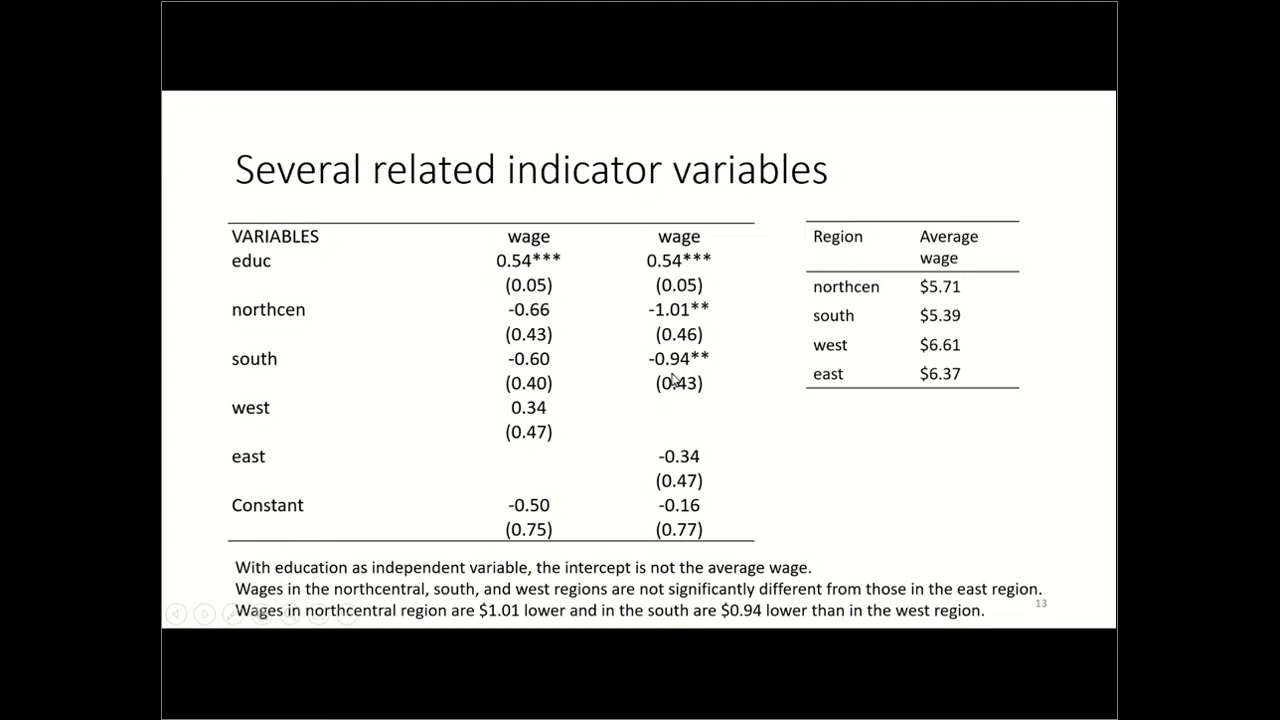 Several related indicator variables
VARIABLES wage wage
educ 0.54*** 0.54***
(0.05) (0.05)
northcen -0.66 -1.01**
(0.43) (0.46)
south -0.60 -0.94**
(0.40) (0.43)
west 0.34
(0.47)
east -0.34
(0.47)
Constant -0.50 -0.16
(0.75) (0.77)
Region Average
wage
northcen $5.71
south $5.39
west $6.61
east $6.37
With education as independent variable, the intercept is not the average wage.
Wages in the northcentral, south, and west regions are not significantly different from those in the east region.
Wages in northcentral region are $1.01 lower and in the south are $0.94 lower than in the west region.
13